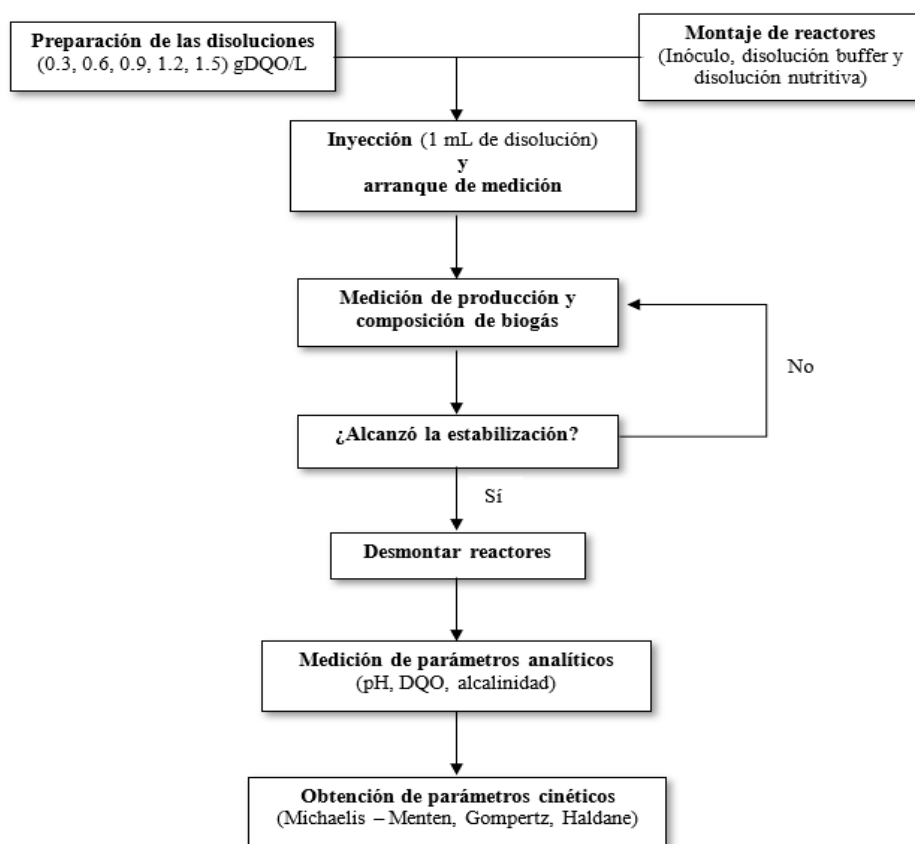 Preparación de las disoluciones
(0.3, 0.6, 0.9, 1.2, 1.5) gDQO/L
Montaje de reactores
(Inóculo, disolución buffer y
disolución nutritiva)
Inyección (1 mL de disolución)
y
arranque de medición
Medición de producción y
composición de biogás
No
¿Alcanzó la estabilización?
Sí
Desmontar reactores
Medición de parámetros analíticos
(pH, DQO, alcalinidad)
Obtención de parámetros cinéticos
(Michaelis – Menten, Gompertz, Haldane)